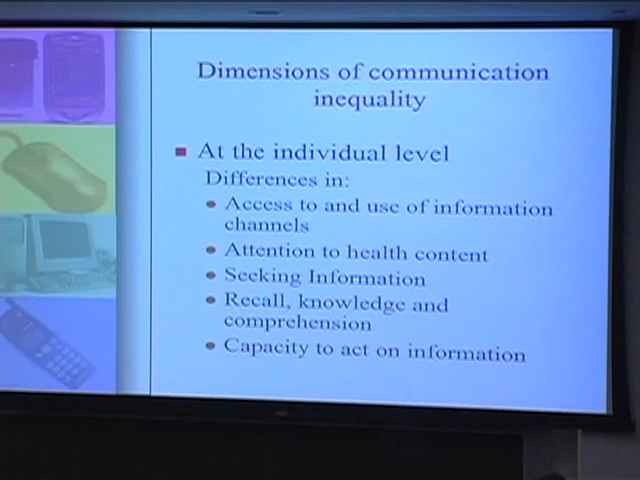 Dimensions of communication
inequality
At the individual level
Differences in:
Access to and use of information
channels
Attention to health content
Seeking Information
Recall, knowledge and
comprehension
Capacity to act on information